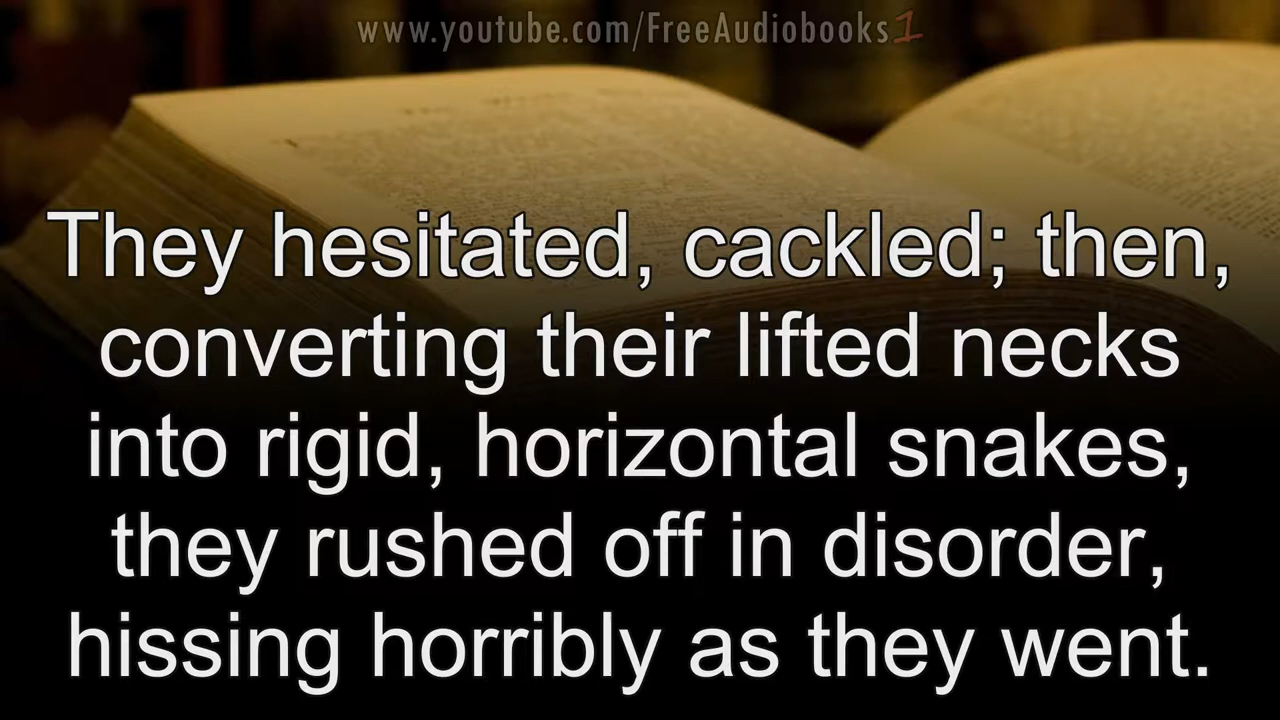 www.youtube.com/FreeAudiobooks1
They hesitated, cackled; then,
converting their lifted necks
into rigid, horizontal snakes,
they rushed off in disorder,
hissing horribly as they went.